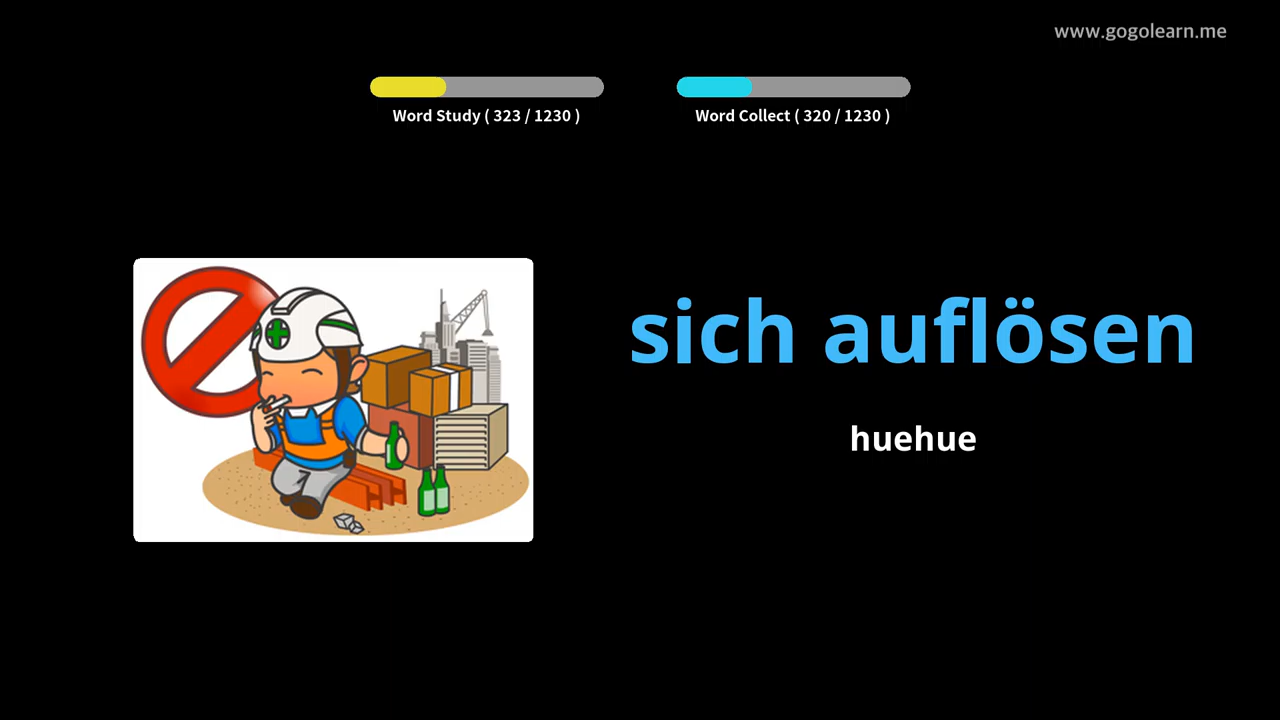 www.gogolearn.me
Word Study ( 323 / 1230 )
Word Collect ( 320 / 1230 )
sich auflösen
huehue